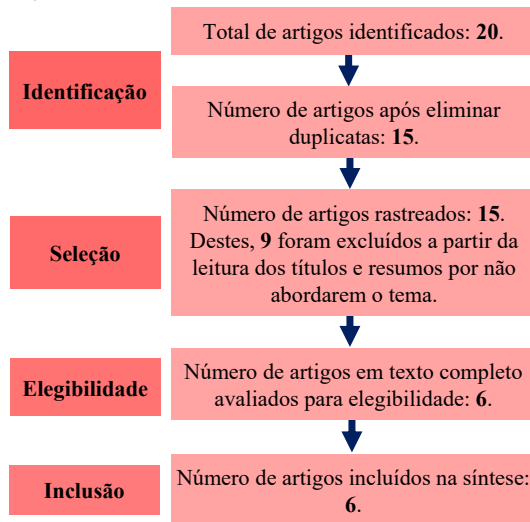 Total de artigos identificados: 20.
Identificação
Número de artigos após eliminar
duplicatas: 15.
Número de artigos rastreados: 15.
Destes, 9 foram excluídos a partir da
Seleção
leitura dos títulos e resumos por não
abordarem o tema.
Número de artigos em texto completo
Elegibilidade
avaliados para elegibilidade: 6.
Número de artigos incluídos na síntese:
Inclusão
6.